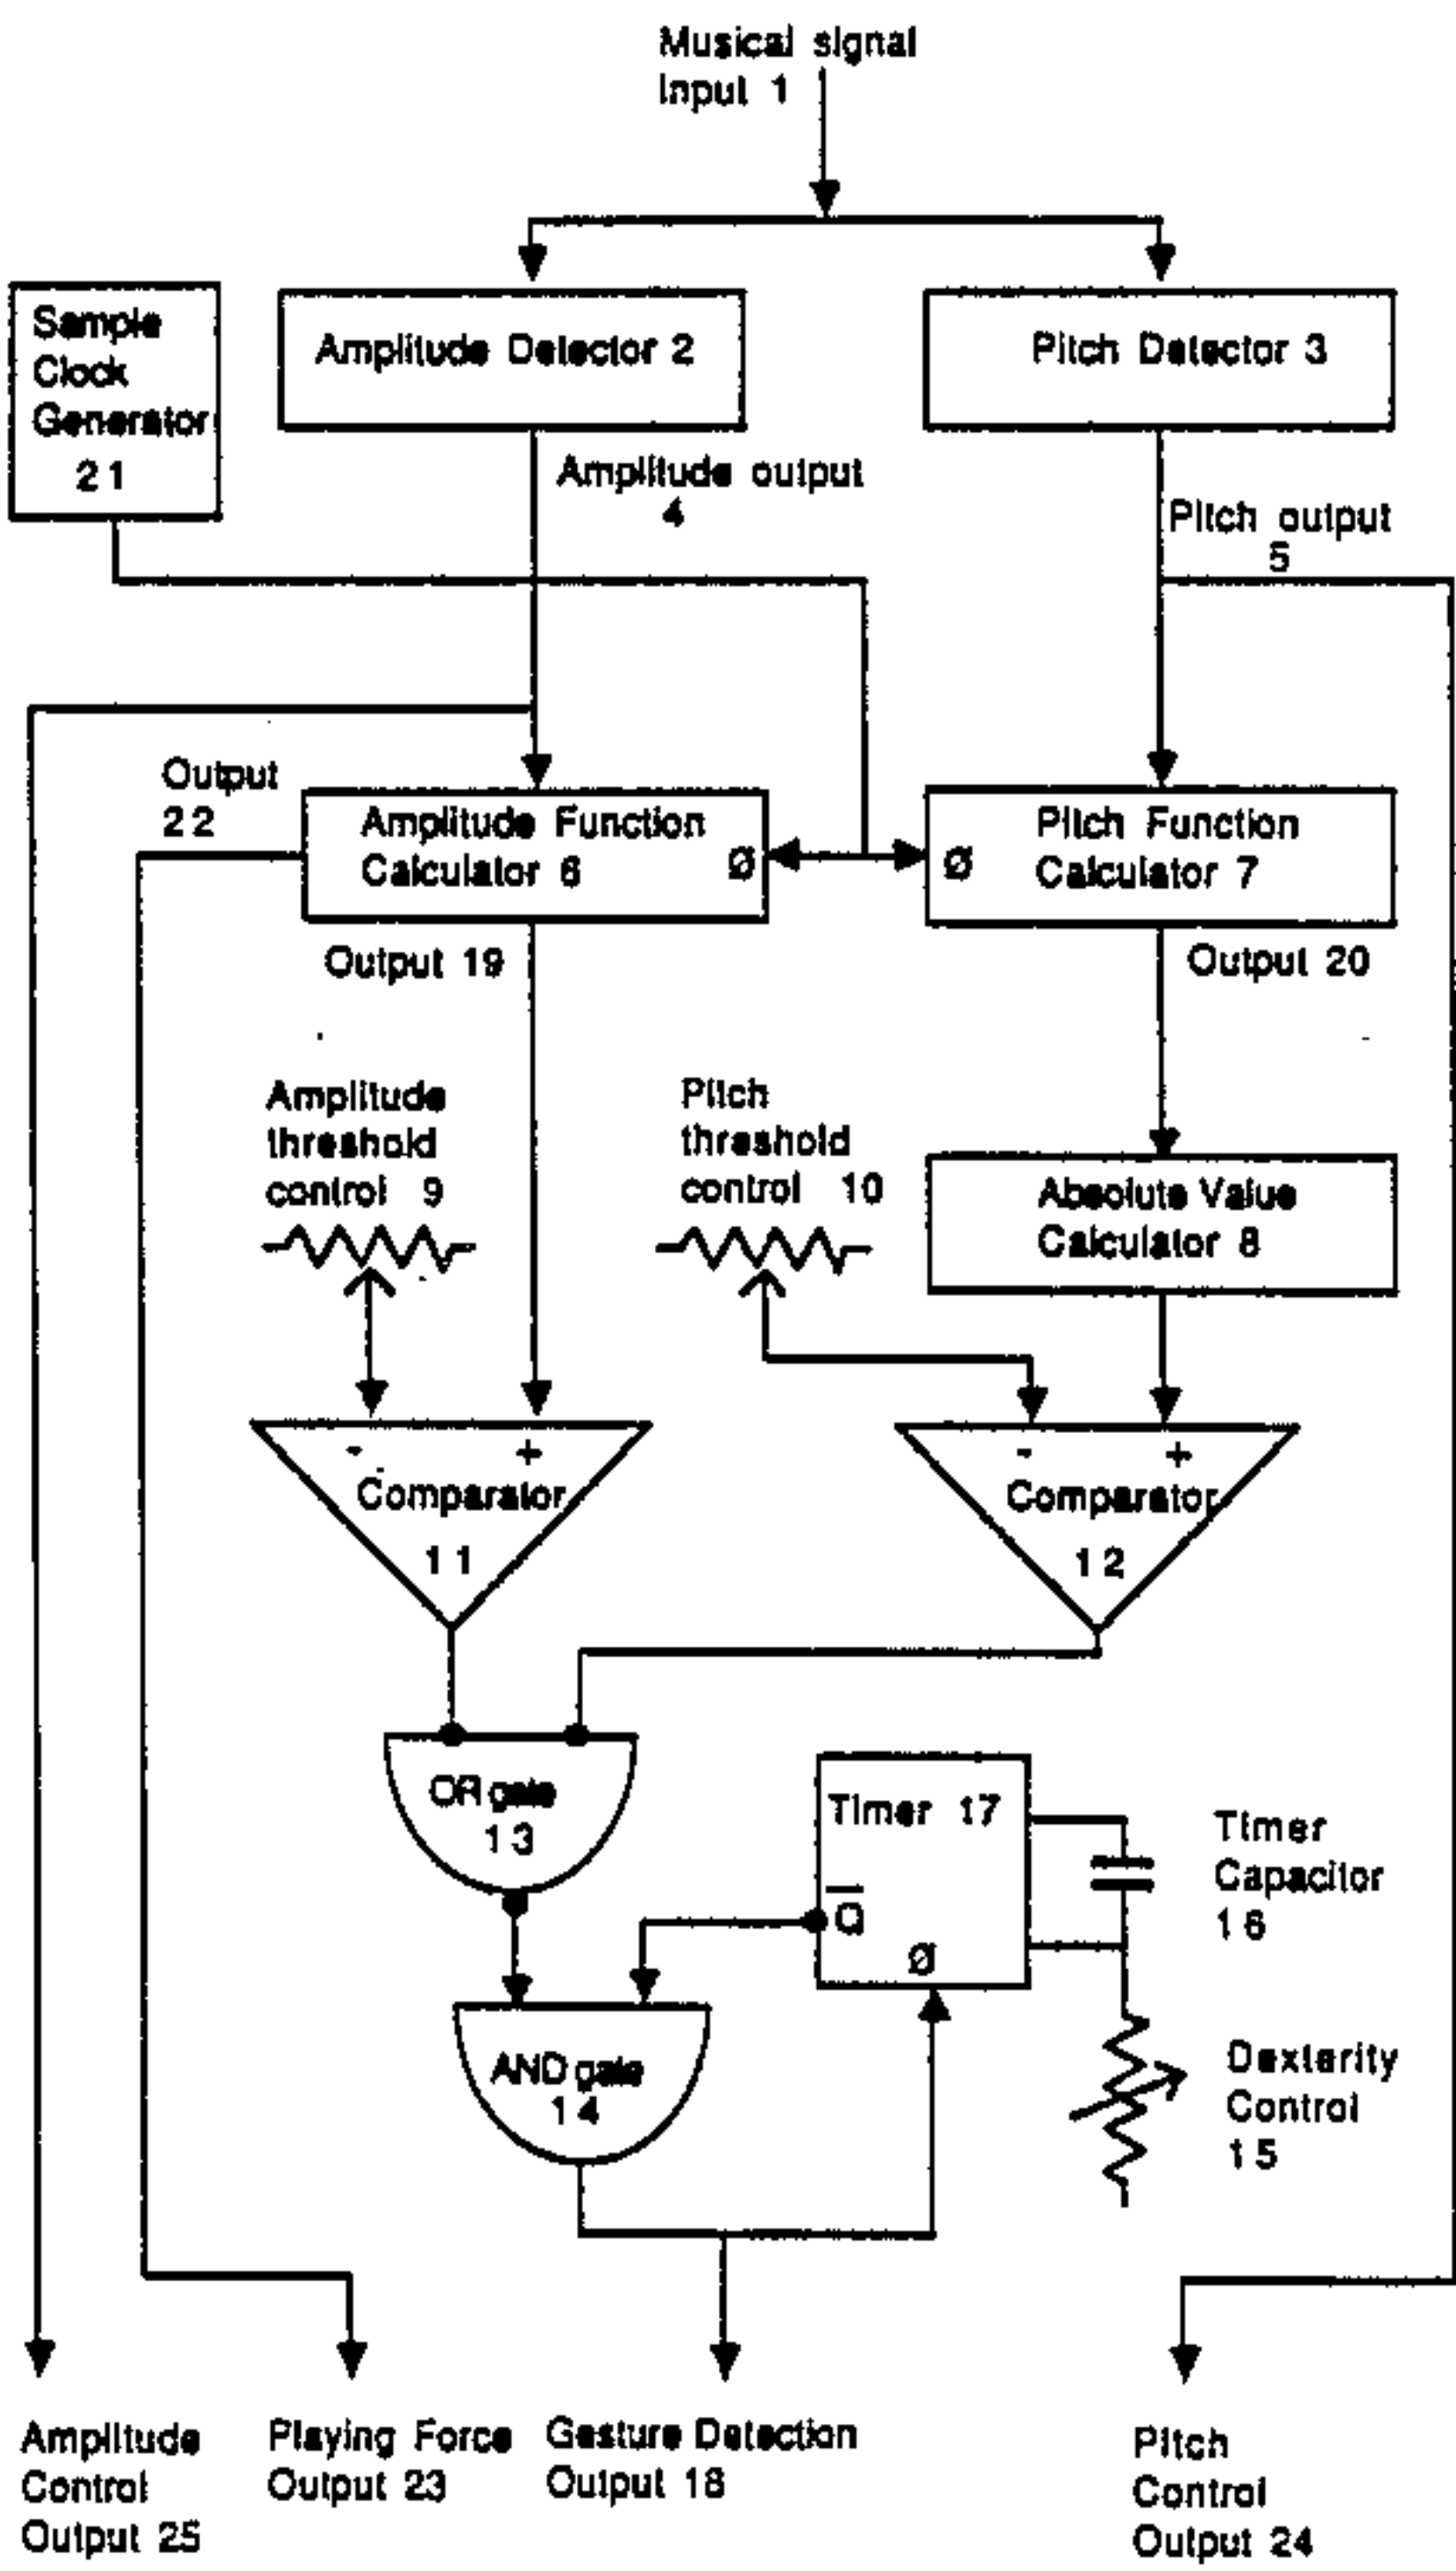 Musical signal
Input 1
Sample
Clock
Generator
21
Amplitude Detector 2
Pitch Detector 3
Amplitude output
4
Pitch output
5
Output
22
Amplitude Function
Calculator 6
Ø
Ø
Pitch Function
Calculator 7
Output 19
Output 20
Amplitude
threshold
control 9
Pitch
threshold
control 10
Absolute Value
Calculator 8
- +
Comparator
11
- +
Comparator
12
OR gate
13
Timer 17
Q
Ø
Timer
Capacitor
16
AND gate
14
Dexterity
Control
15
Amplitude
Control
Output 25
Playing Force
Output 23
Gesture Detection
Output 18
Pitch
Control
Output 24